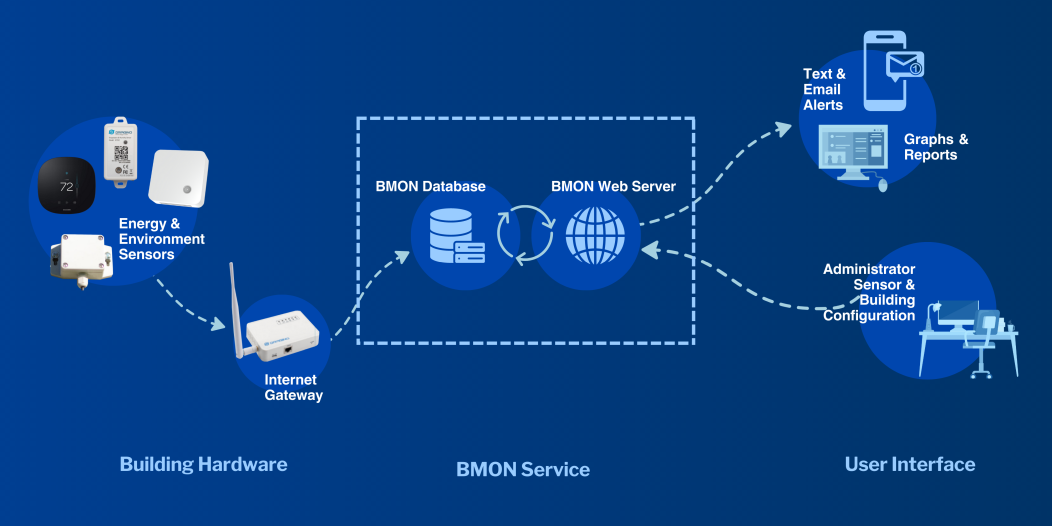 Text &
Email
Alerts
Graphs &
Reports
BMON Database
BMON Web Server
72
Energy &
Environment
Sensors
Administrator
Sensor &
Building
Configuration
Internet
Gateway
1
Building Hardware
BMON Service
User Interface